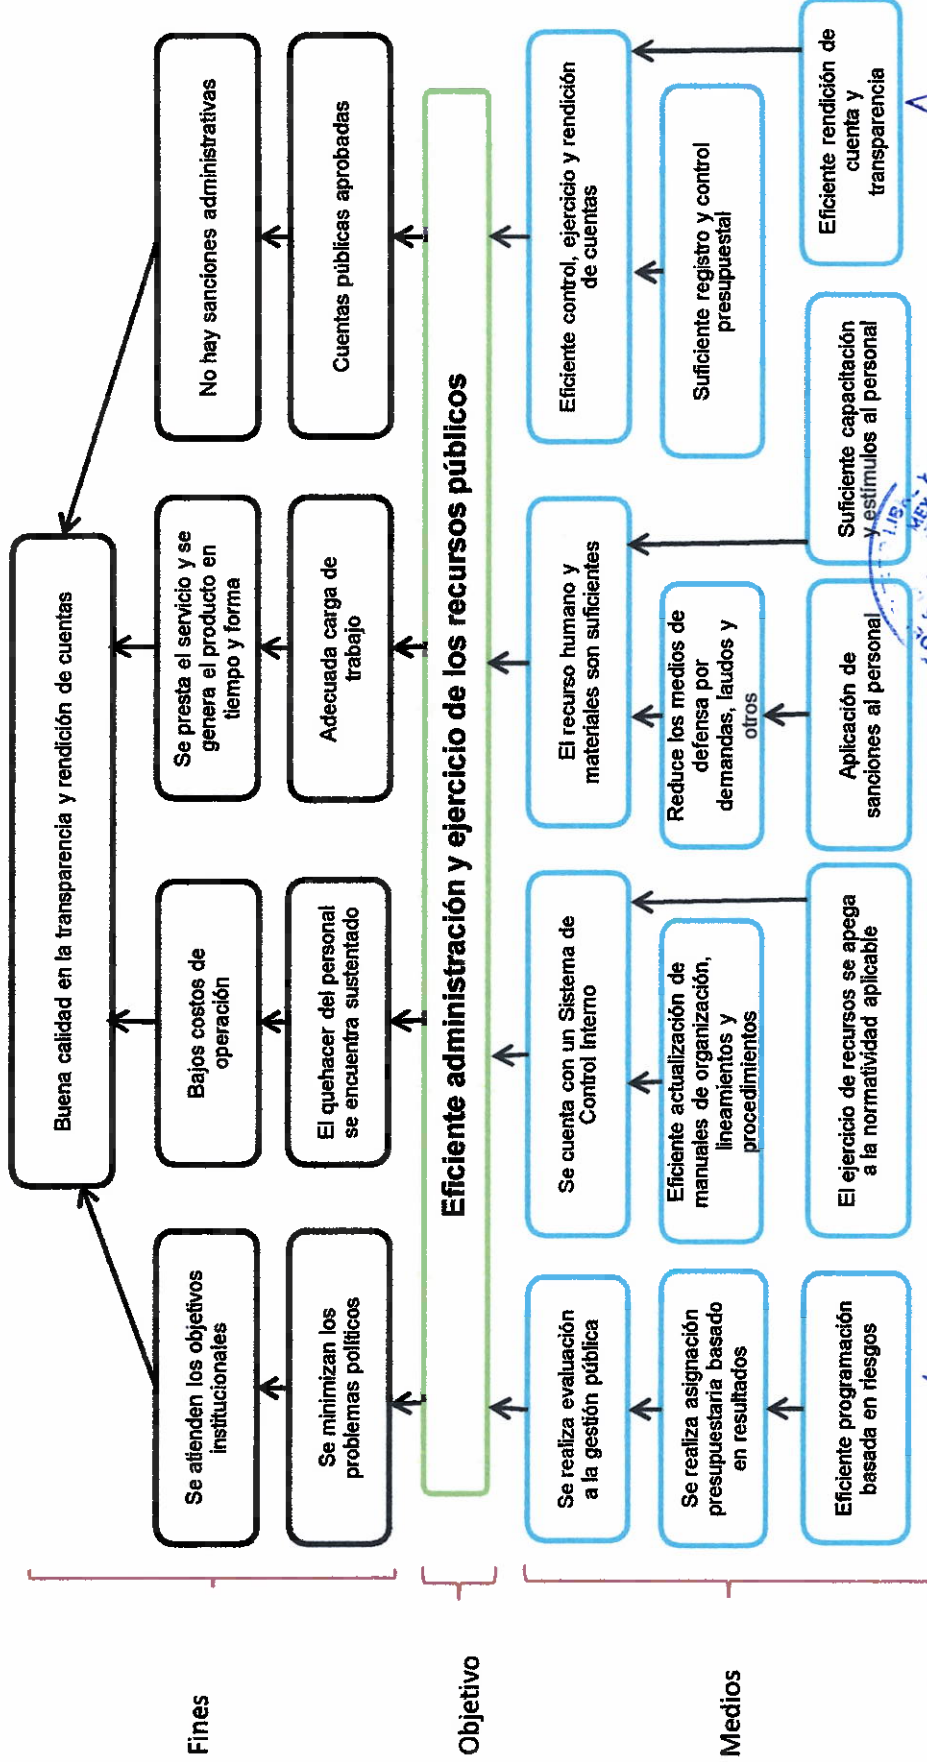 Buena calidad en la transparencia y rendición de cuentas
Fines
Se atienden los objetivos
institucionales
Bajos costos de
operación
Se presta el servicio y se
genera el producto en
tiempo y forma
No hay sanciones administrativas
Se minimizan los
problemas políticos
El quehacer del personal
se encuentra sustentado
Adecuada carga de
trabajo
Cuentas públicas aprobadas
Objetivo
Eficiente administración y ejercicio de los recursos públicos
Medios
Se realiza evaluación
a la gestión pública
Se cuenta con un Sistema de
Control Interno
El recurso humano y
materiales son suficientes
Eficiente control, ejercicio y rendición
de cuentas
Se realiza asignación
presupuestaria basado
en resultados
Eficiente actualización de
manuales de organización,
lineamientos y
procedimientos
Reduce los medios de
defensa por
demandas, laudos y
otros
Suficiente registro y control
presupuestal
Eficiente programación
basada en riesgos
El ejercicio de recursos se apega
a la normatividad aplicable
Aplicación de
sanciones al personal
Suficiente capacitación
y estímulos al personal
Eficiente rendición de
cuenta y
transparencia